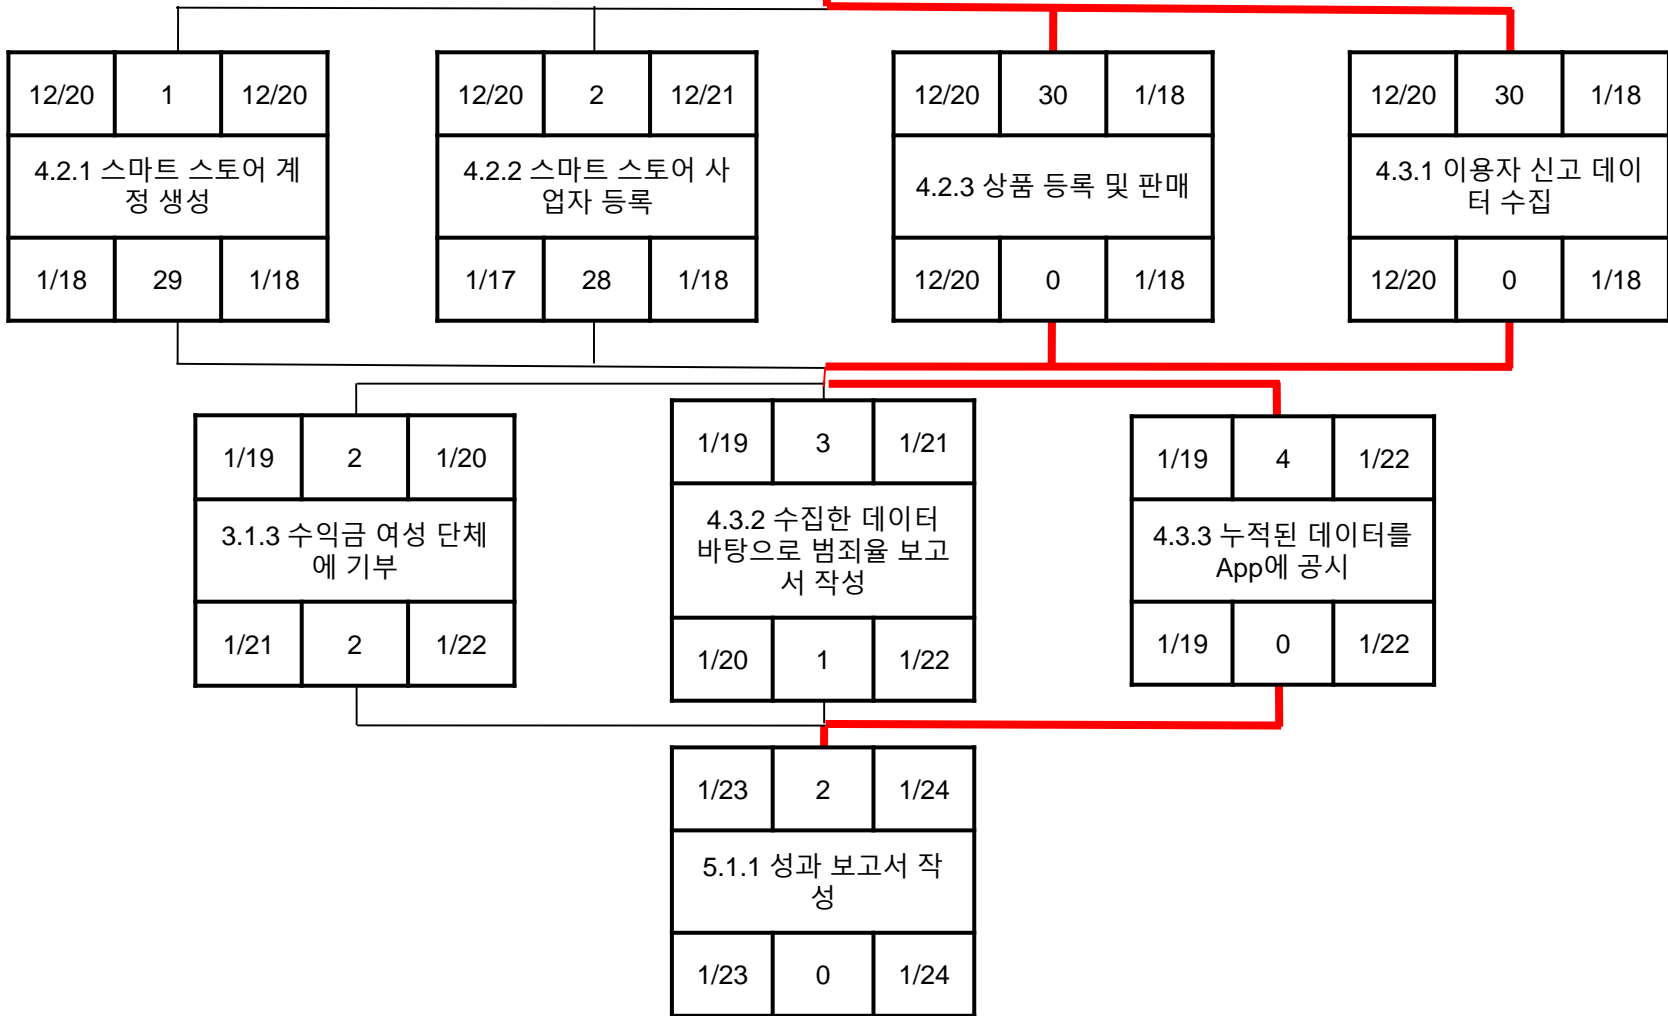 12/20 1 12/20
4.2.1 스마트 스토어 계
정 생성
1/18 29 1/18
12/20 2 12/21
4.2.2 스마트 스토어 사
업자 등록
1/17 28 1/18
12/20 30 1/18
4.2.3 상품 등록 및 판매
12/20 0 1/18
12/20 30 1/18
4.3.1 이용자 신고 데이
터 수집
12/20 0 1/18
1/19 2 1/20
3.1.3 수익금 여성 단체
에 기부
1/21 2 1/22
1/19 3 1/21
4.3.2 수집한 데이터
바탕으로 범죄율 보고
서 작성
1/20 1 1/22
1/19 4 1/22
4.3.3 누적된 데이터를
App에 공시
1/19 0 1/22
1/23 2 1/24
5.1.1 성과 보고서 작
성
1/23 0 1/24